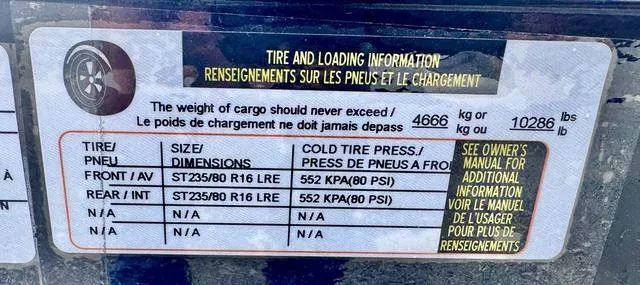 TIRE AND LOADING INFORMATION
RENSEIGNEMENTS SUR LES PNEUS ET LE CHARGEMENT
The weight of cargo should never exceed /
Le poids de chargement ne doit jamais depass 4666 kg or kg ou 10286 lbs lb
TIRE/ PNEU SIZE/ DIMENSIONS COLD TIRE PRESS./ PRESS DE PNEUS A FROI
FRONT / AV ST235/80 R16 LRE 552 KPA(80 PSI)
REAR / INT ST235/80 R16 LRE 552 KPA(80 PSI)
N/A N/A N/A
N/A N/A N/A
SEE OWNER'S
MANUAL FOR
ADDITIONAL
INFORMATION
VOIR LE MANUEL
DE L'USAGER
POUR PLUS DE
RENSEIGNEMENTS
À
N